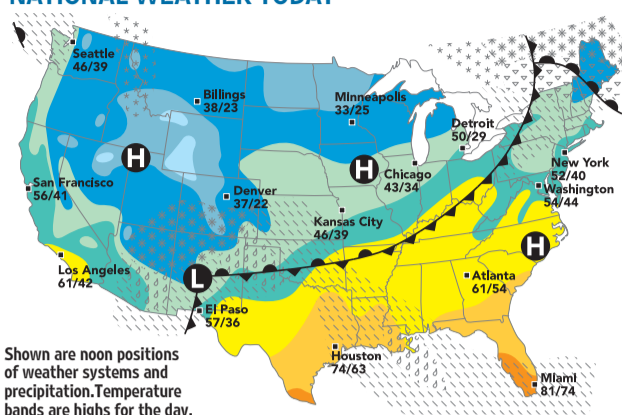 NATIONAL WEATHER TODAY
Seattle
46/39
Billings
38/23
Minneapolis
33/25
Detroit
50/29
H
H
Chicago
43/34
New York
52/40
Washington
54/44
San Francisco
56/41
Denver
37/22
Kansas City
46/39
H
Los Angeles
61/42
L
Atlanta
61/54
El Paso
57/36
Houston
74/63
Miami
81/74
Shown are noon positions
of weather systems and
precipitation.Temperature
bands are highs for the day.